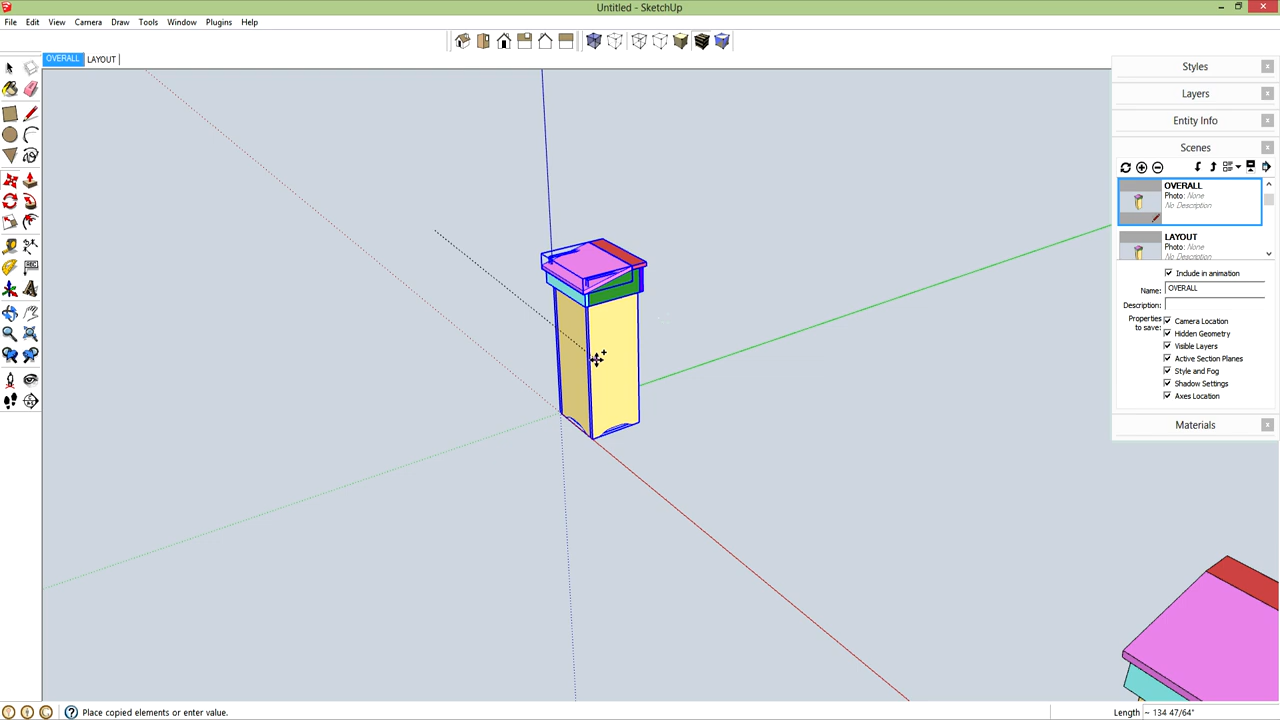 Untitled - SketchUp
File Edit View Camera Draw Tools Window Plugins Help
OVERALL LAYOUT
Styles
Layers
Entity Info
Scenes
OVERALL
Photo: None
No Description
LAYOUT
Photo: None
No Description
Include in animation
Name: OVERALL
Description:
Properties to save:
Camera Location
Hidden Geometry
Visible Layers
Active Section Planes
Style and Fog
Shadow Settings
Axes Location
Materials
ABC
Place copied elements or enter value.
Length ~ 134 47/64"